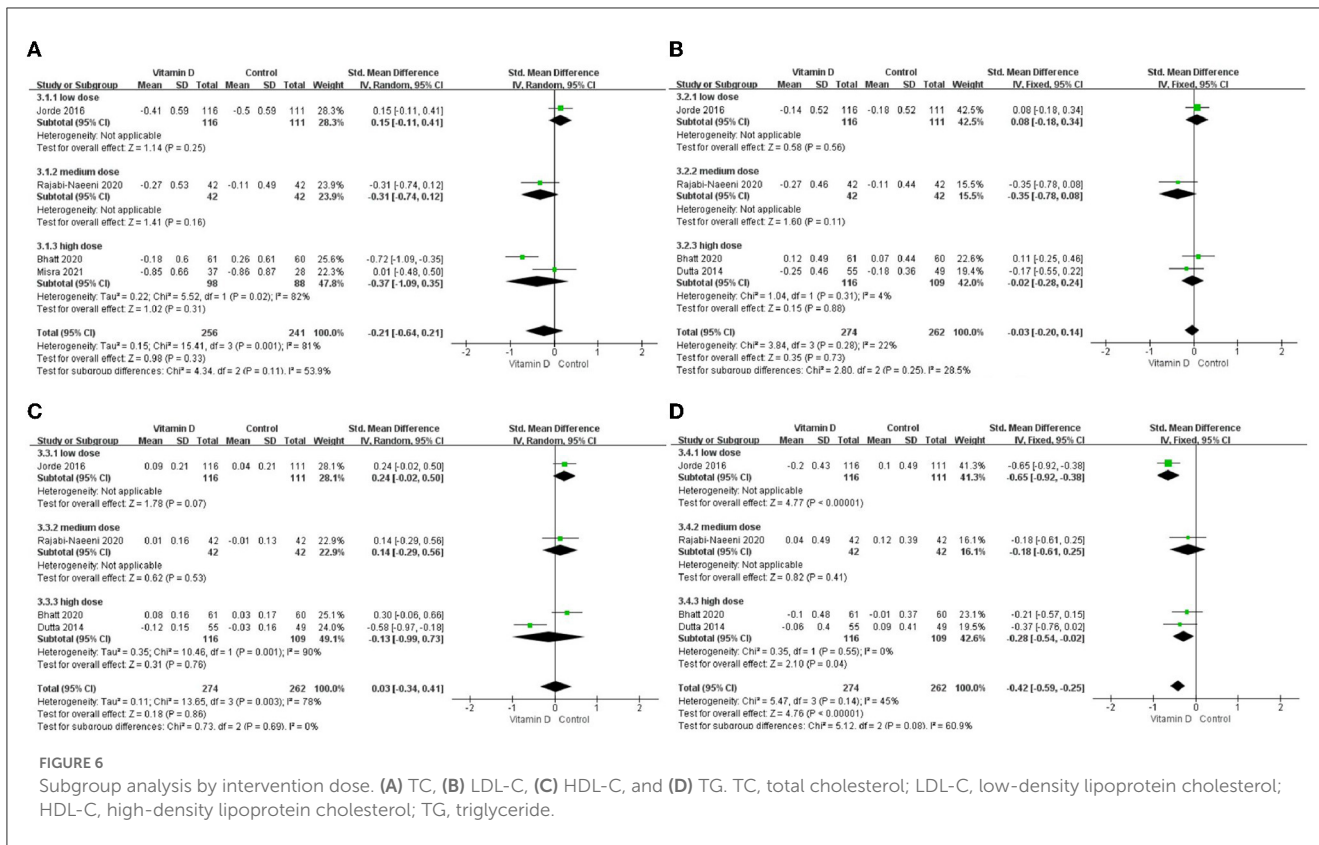 A
Vitamin D Control Std. Mean Difference Std. Mean Difference
Study or Subgroup Mean SD Total Mean SD Total Weight IV, Random, 95% CI IV, Random, 95% CI
3.1.1 low dose
Jorde 2016 -0.41 0.59 116 -0.5 0.59 111 28.3% 0.15 [-0.11, 0.41]
Subtotal (95% CI) 116 111 28.3% 0.15 [-0.11, 0.41]
Heterogeneity: Not applicable
Test for overall effect: Z = 1.14 (P = 0.25)
3.1.2 medium dose
Rajabi-Naeeni 2020 -0.27 0.53 42 -0.11 0.49 42 23.9% -0.31 [-0.74, 0.12]
Subtotal (95% CI) 42 42 23.9% -0.31 [-0.74, 0.12]
Heterogeneity: Not applicable
Test for overall effect: Z = 1.41 (P = 0.16)
3.1.3 high dose
Bhatt 2020 -0.18 0.6 61 0.26 0.61 60 25.6% -0.72 [-1.09, -0.35]
Misra 2021 -0.85 0.66 37 -0.86 0.87 28 22.3% 0.01 [-0.48, 0.50]
Subtotal (95% CI) 98 88 47.8% -0.37 [-1.09, 0.35]
Heterogeneity: Tau² = 0.22; Chi² = 5.52, df = 1 (P = 0.02); I² = 82%
Test for overall effect: Z = 1.02 (P = 0.31)
Total (95% CI) 256 241 100.0% -0.21 [-0.64, 0.21]
Heterogeneity: Tau² = 0.15; Chi² = 15.41, df = 3 (P = 0.001); I² = 81%
Test for overall effect: Z = 0.98 (P = 0.33)
Test for subgroup differences: Chi² = 4.34, df = 2 (P = 0.11), I² = 53.9%
-2 -1 0 1 2
Vitamin D Control
B
Vitamin D Control Std. Mean Difference Std. Mean Difference
Study or Subgroup Mean SD Total Mean SD Total Weight IV, Fixed, 95% CI IV, Fixed, 95% CI
3.2.1 low dose
Jorde 2016 -0.14 0.52 116 -0.18 0.52 111 42.5% 0.08 [-0.18, 0.34]
Subtotal (95% CI) 116 111 42.5% 0.08 [-0.18, 0.34]
Heterogeneity: Not applicable
Test for overall effect: Z = 0.58 (P = 0.56)
3.2.2 medium dose
Rajabi-Naeeni 2020 -0.27 0.46 42 -0.11 0.44 42 15.5% -0.35 [-0.78, 0.08]
Subtotal (95% CI) 42 42 15.5% -0.35 [-0.78, 0.08]
Heterogeneity: Not applicable
Test for overall effect: Z = 1.60 (P = 0.11)
3.2.3 high dose
Bhatt 2020 0.12 0.49 61 0.07 0.44 60 22.6% 0.11 [-0.25, 0.46]
Dutta 2014 -0.25 0.46 55 -0.18 0.36 49 19.4% -0.17 [-0.55, 0.22]
Subtotal (95% CI) 116 109 42.0% -0.02 [-0.28, 0.24]
Heterogeneity: Chi² = 1.04, df = 1 (P = 0.31); I² = 4%
Test for overall effect: Z = 0.15 (P = 0.88)
Total (95% CI) 274 262 100.0% -0.03 [-0.20, 0.14]
Heterogeneity: Chi² = 3.84, df = 3 (P = 0.28); I² = 22%
Test for overall effect: Z = 0.35 (P = 0.73)
Test for subgroup differences: Chi² = 2.80, df = 2 (P = 0.25), I² = 28.5%
-2 -1 0 1 2
Vitamin D Control
C
Vitamin D Control Std. Mean Difference Std. Mean Difference
Study or Subgroup Mean SD Total Mean SD Total Weight IV, Random, 95% CI IV, Random, 95% CI
3.3.1 low dose
Jorde 2016 0.09 0.21 116 0.04 0.21 111 28.1% 0.24 [-0.02, 0.50]
Subtotal (95% CI) 116 111 28.1% 0.24 [-0.02, 0.50]
Heterogeneity: Not applicable
Test for overall effect: Z = 1.78 (P = 0.07)
3.3.2 medium dose
Rajabi-Naeeni 2020 0.01 0.16 42 -0.01 0.13 42 22.9% 0.14 [-0.29, 0.56]
Subtotal (95% CI) 42 42 22.9% 0.14 [-0.29, 0.56]
Heterogeneity: Not applicable
Test for overall effect: Z = 0.62 (P = 0.53)
3.3.3 high dose
Bhatt 2020 0.08 0.16 61 0.03 0.17 60 25.1% 0.30 [-0.06, 0.66]
Dutta 2014 -0.12 0.15 55 -0.03 0.16 49 24.0% -0.58 [-0.97, -0.18]
Subtotal (95% CI) 116 109 49.1% -0.13 [-0.99, 0.73]
Heterogeneity: Tau² = 0.35; Chi² = 10.46, df = 1 (P = 0.001); I² = 90%
Test for overall effect: Z = 0.31 (P = 0.76)
Total (95% CI) 274 262 100.0% 0.03 [-0.34, 0.41]
Heterogeneity: Tau² = 0.11; Chi² = 13.65, df = 3 (P = 0.003); I² = 78%
Test for overall effect: Z = 0.18 (P = 0.86)
Test for subgroup differences: Chi² = 0.73, df = 2 (P = 0.69), I² = 0%
-2 -1 0 1 2
Vitamin D Control
D
Vitamin D Control Std. Mean Difference Std. Mean Difference
Study or Subgroup Mean SD Total Mean SD Total Weight IV, Fixed, 95% CI IV, Fixed, 95% CI
3.4.1 low dose
Jorde 2016 -0.2 0.43 116 0.1 0.49 111 41.3% -0.65 [-0.92, -0.38]
Subtotal (95% CI) 116 111 41.3% -0.65 [-0.92, -0.38]
Heterogeneity: Not applicable
Test for overall effect: Z = 4.77 (P < 0.00001)
3.4.2 medium dose
Rajabi-Naeeni 2020 0.04 0.49 42 0.12 0.39 42 16.1% -0.18 [-0.61, 0.25]
Subtotal (95% CI) 42 42 16.1% -0.18 [-0.61, 0.25]
Heterogeneity: Not applicable
Test for overall effect: Z = 0.82 (P = 0.41)
3.4.3 high dose
Bhatt 2020 -0.1 0.48 61 -0.01 0.37 60 23.1% -0.21 [-0.57, 0.15]
Dutta 2014 -0.06 0.4 55 0.09 0.41 49 19.5% -0.37 [-0.76, 0.02]
Subtotal (95% CI) 116 109 42.6% -0.28 [-0.54, -0.02]
Heterogeneity: Chi² = 0.35, df = 1 (P = 0.55); I² = 0%
Test for overall effect: Z = 2.10 (P = 0.04)
Total (95% CI) 274 262 100.0% -0.42 [-0.59, -0.25]
Heterogeneity: Chi² = 5.47, df = 3 (P = 0.14); I² = 45%
Test for overall effect: Z = 4.76 (P < 0.00001)
Test for subgroup differences: Chi² = 5.12, df = 2 (P = 0.08), I² = 60.9%
-2 -1 0 1 2
Vitamin D Control
FIGURE 6
Subgroup analysis by intervention dose. (A) TC, (B) LDL-C, (C) HDL-C, and (D) TG. TC, total cholesterol; LDL-C, low-density lipoprotein cholesterol;
HDL-C, high-density lipoprotein cholesterol; TG, triglyceride.